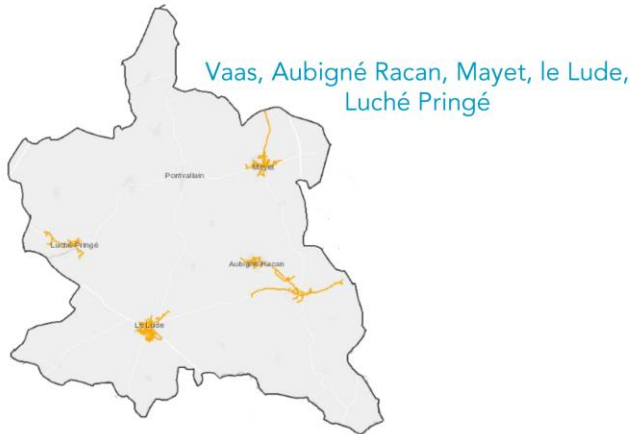 Vaas, Aubigné Racan, Mayet, le Lude,
Luché Pringé
Mayet
Pontvallain
Luché-Pringé
Aubigné-Racan
Le Lude